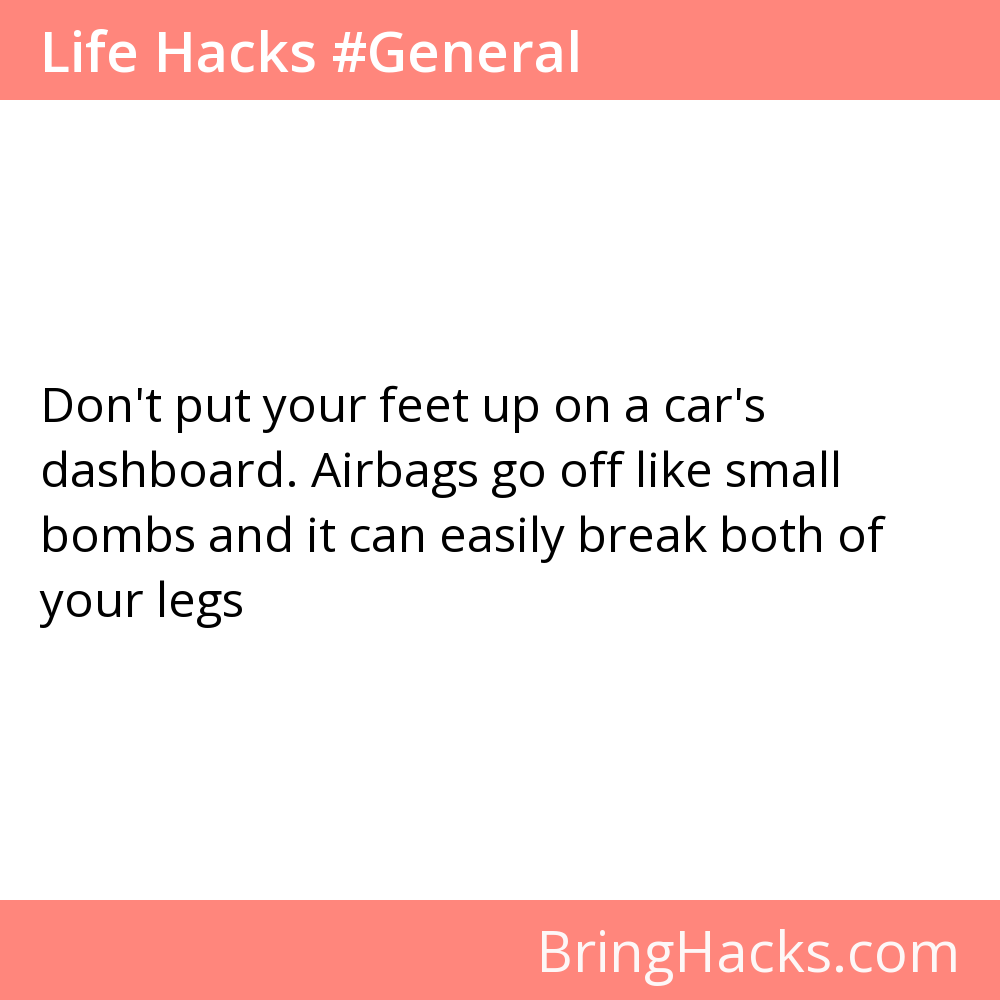 Life Hacks #General
Don't put your feet up on a car's
dashboard. Airbags go off like small
bombs and it can easily break both of
your legs
BringHacks.com